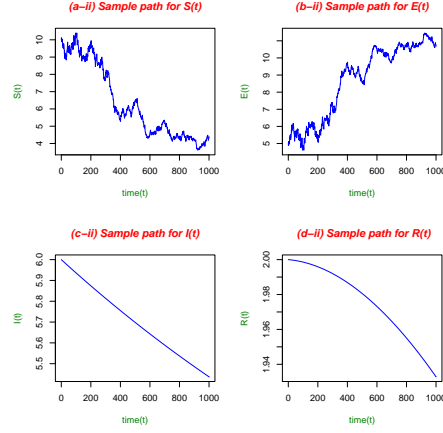 (a–ii) Sample path for S(t)
S(t)
10
9
8
7
6
5
4
0 200 400 600 800 1000
time(t)
(b–ii) Sample path for E(t)
E(t)
11
10
9
8
7
6
5
0 200 400 600 800 1000
time(t)
(c–ii) Sample path for I(t)
I(t)
6.0
5.9
5.8
5.7
5.6
5.5
0 200 400 600 800 1000
time(t)
(d–ii) Sample path for R(t)
R(t)
2.00
1.98
1.96
1.94
0 200 400 600 800 1000
time(t)